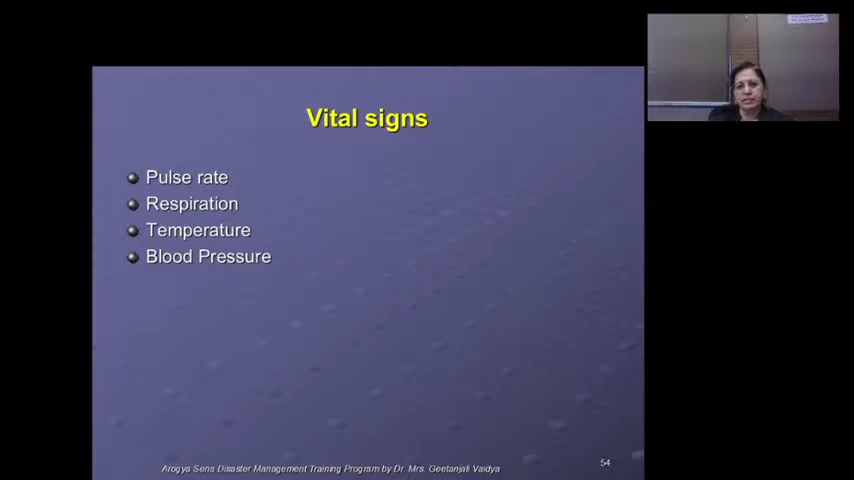 Vital signs
Pulse rate
Respiration
Temperature
Blood Pressure
Arogya Sena Disaster Management Training Program by Dr. Mrs. Geetanjali Vaidya
54